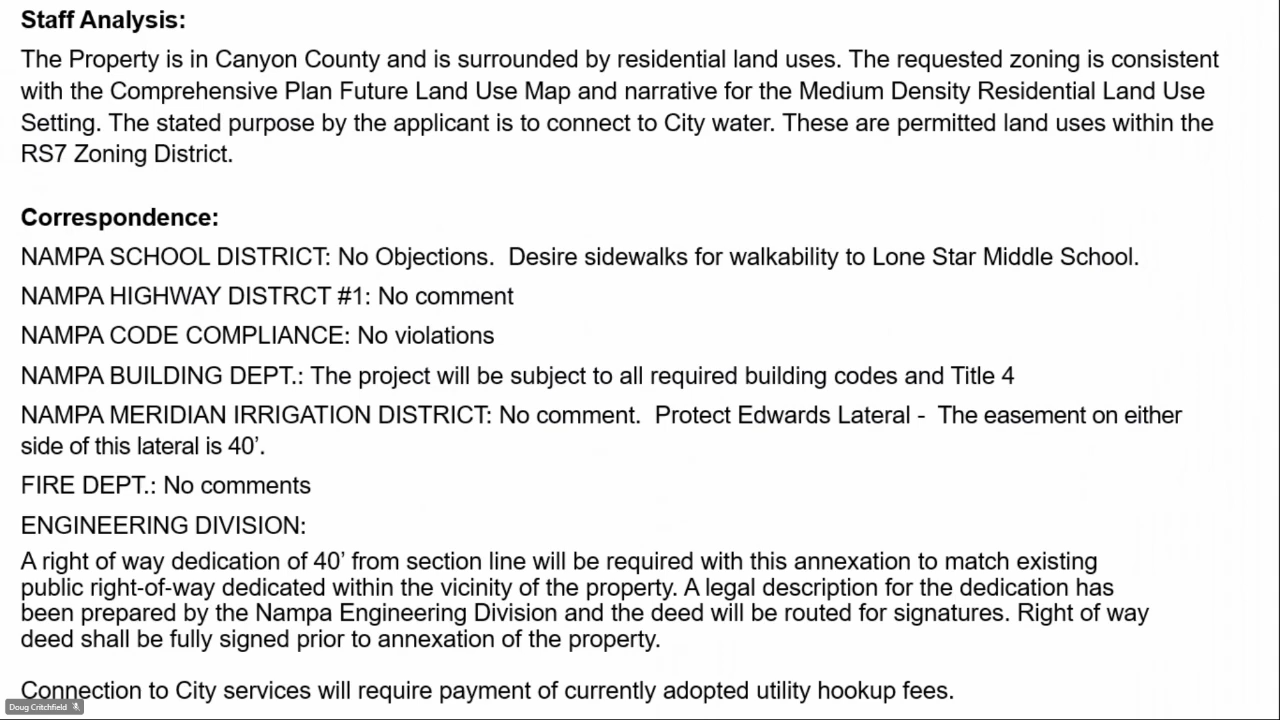 Staff Analysis:
The Property is in Canyon County and is surrounded by residential land uses. The requested zoning is consistent
with the Comprehensive Plan Future Land Use Map and narrative for the Medium Density Residential Land Use
Setting. The stated purpose by the applicant is to connect to City water. These are permitted land uses within the
RS7 Zoning District.
Correspondence:
NAMPA SCHOOL DISTRICT: No Objections.  Desire sidewalks for walkability to Lone Star Middle School.
NAMPA HIGHWAY DISTRCT #1: No comment
NAMPA CODE COMPLIANCE: No violations
NAMPA BUILDING DEPT.: The project will be subject to all required building codes and Title 4
NAMPA MERIDIAN IRRIGATION DISTRICT: No comment.  Protect Edwards Lateral -  The easement on either
side of this lateral is 40’.
FIRE DEPT.: No comments
ENGINEERING DIVISION:
A right of way dedication of 40’ from section line will be required with this annexation to match existing
public right-of-way dedicated within the vicinity of the property. A legal description for the dedication has
been prepared by the Nampa Engineering Division and the deed will be routed for signatures. Right of way
deed shall be fully signed prior to annexation of the property.
Connection to City services will require payment of currently adopted utility hookup fees.
Doug Critchfield